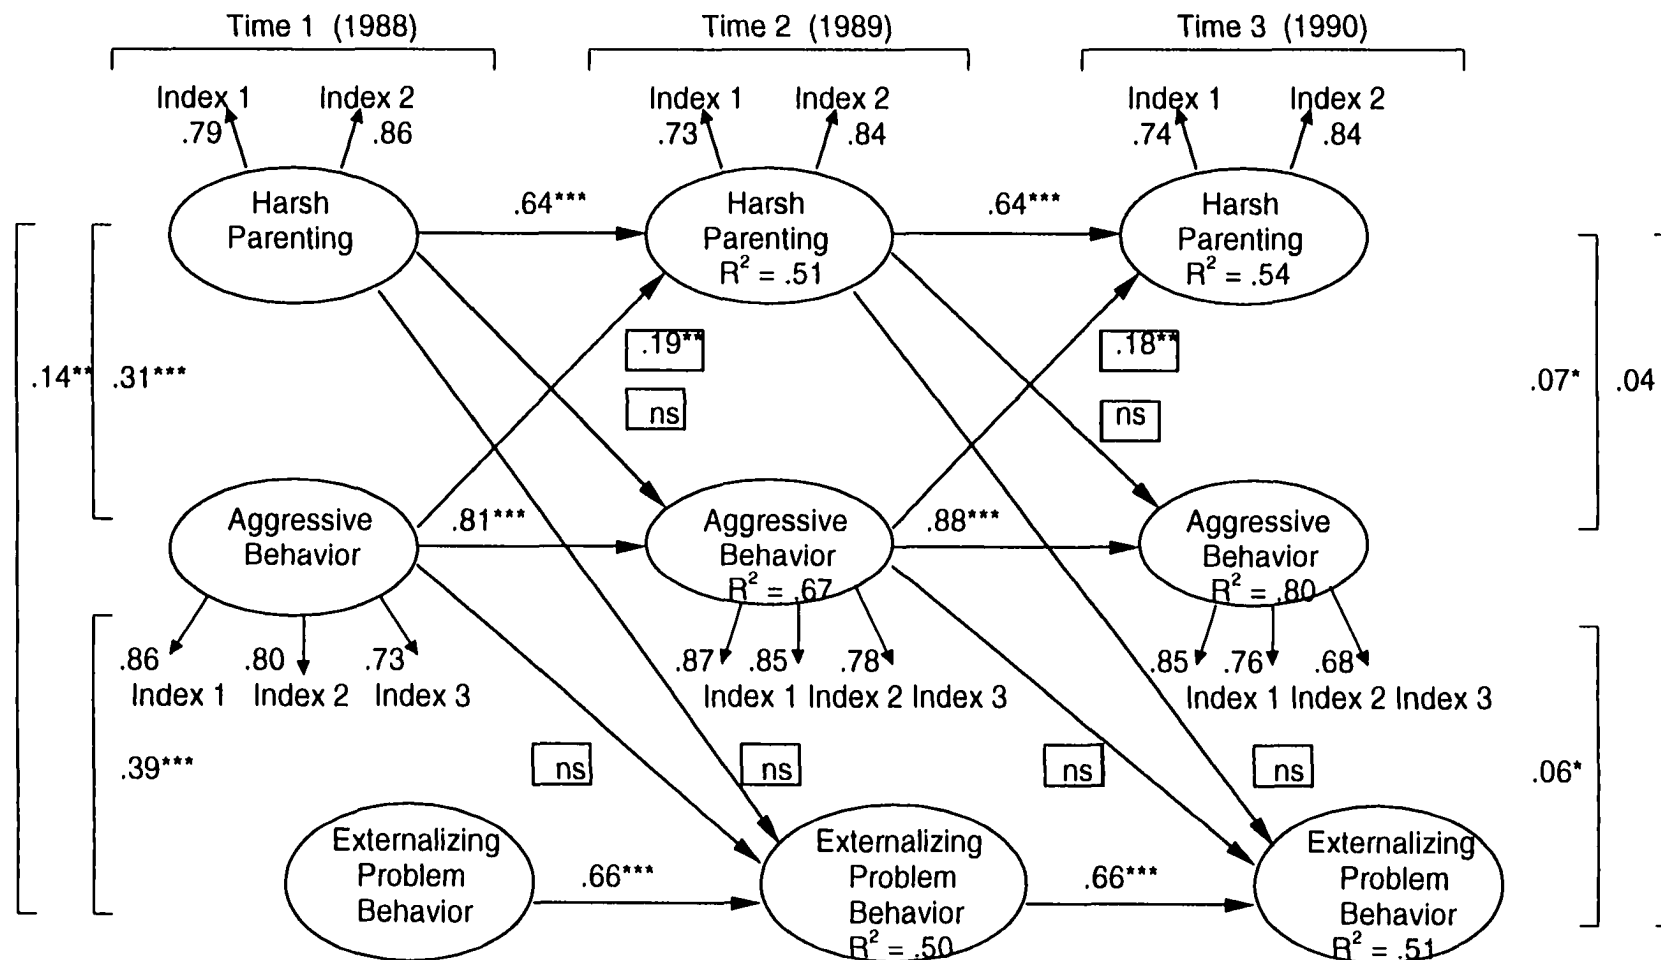 Time 1 (1988) Time 2 (1989) Time 3 (1990)
Index 1 Index 2 Index 1 Index 2 Index 1 Index 2
.79 .86 .73 .84 .74 .84
Harsh .64*** Harsh .64*** Harsh
Parenting Parenting Parenting
R² = .51 R² = .54
.19** .18**
.14** .31*** .07* .04
ns ns
Aggressive .81*** Aggressive .88*** Aggressive
Behavior Behavior Behavior
R² = .67 R² = .80
.86 .80 .73 .87 .85 .78 .85 .76 .68
Index 1 Index 2 Index 3 Index 1 Index 2 Index 3 Index 1 Index 2 Index 3
.39*** ns ns ns ns .06*
Externalizing Externalizing Externalizing
Problem .66*** Problem .66*** Problem
Behavior Behavior Behavior
R² = .50 R² = .51